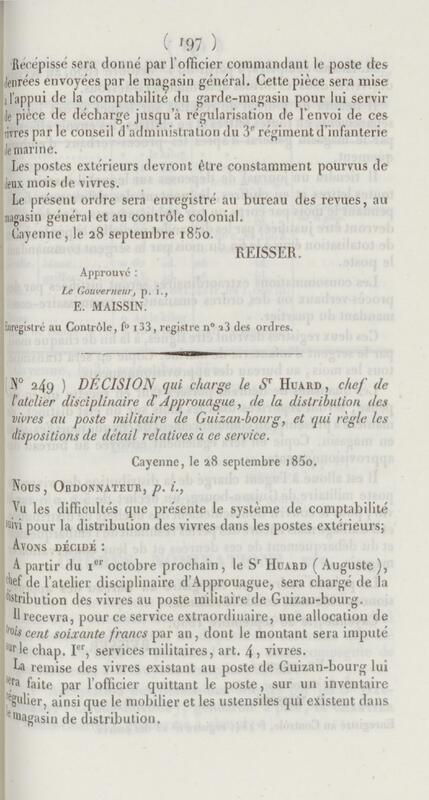 ( 197 )
Récépissé sera donné par l'officier commandant le poste des
denrées envoyées par le magasin général. Cette pièce sera mise
à l'appui de la comptabilité du garde-magasin pour lui servir
de pièce de décharge jusqu'à régularisation de l'envoi de ces
vivres par le conseil d'administration du 3e régiment d'infanterie
de marine.
Les postes extérieurs devront être constamment pourvus de
deux mois de vivres.
Le présent ordre sera enregistré au bureau des revues, au
magasin général et au contrôle colonial.
Cayenne, le 28 septembre 1850.
REISSER.
Approuvé :
Le Gouverneur, p. i.,
E. MAISSIN.
Enregistré au Contrôle, fo 133, registre no 23 des ordres.
No 249 ) DÉCISION qui charge le Sr HUARD, chef de
l'atelier disciplinaire d'Approuague, de la distribution des
vivres au poste militaire de Guizan-bourg, et qui règle les
dispositions de détail relatives à ce service.
Cayenne, le 28 septembre 1850.
NOUS, ORDONNATEUR, p. i.,
Vu les difficultés que présente le système de comptabilité
suivi pour la distribution des vivres dans les postes extérieurs;
AVONS DÉCIDÉ :
A partir du 1er octobre prochain, le Sr HUARD ( Auguste ),
chef de l'atelier disciplinaire d'Approuague, sera chargé de la
distribution des vivres au poste militaire de Guizan-bourg.
Il recevra, pour ce service extraordinaire, une allocation de
trois cent soixante francs par an, dont le montant sera imputé
sur le chap. Ier, services militaires, art. 4, vivres.
La remise des vivres existant au poste de Guizan-bourg lui
sera faite par l'officier quittant le poste, sur un inventaire
régulier, ainsi que le mobilier et les ustensiles qui existent dans
le magasin de distribution.